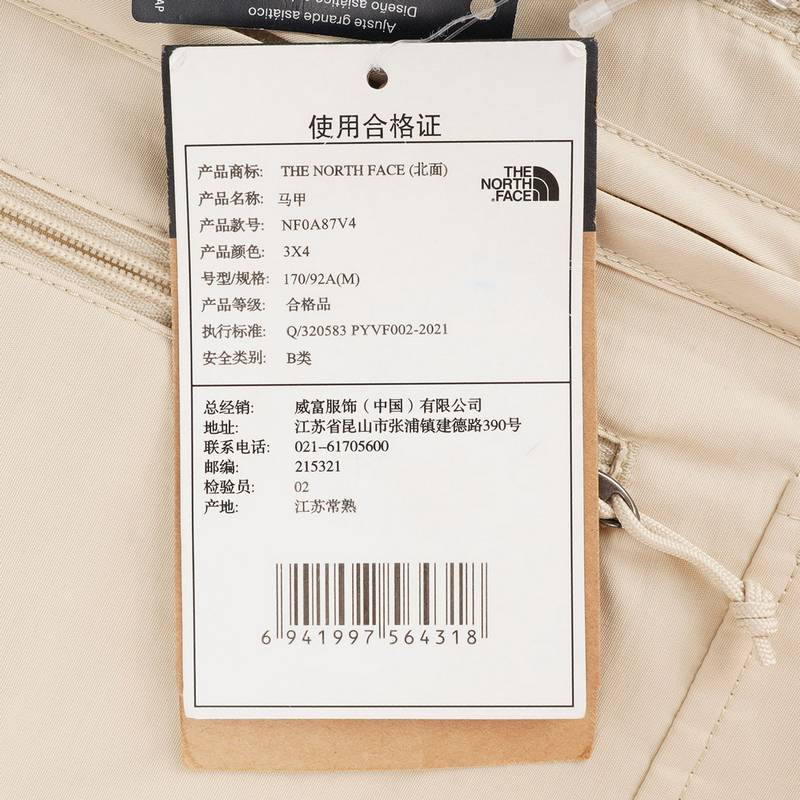 Ajuste grande asiático
Diseño asiático
AP
使用合格证
产品商标: THE NORTH FACE (北面)
产品名称: 马甲
产品款号: NF0A87V4
产品颜色: 3X4
号型/规格: 170/92A(M)
产品等级: 合格品
执行标准: Q/320583 PYVF002-2021
安全类别: B类
THE
NORTH
FACE
总经销: 威富服饰（中国）有限公司
地址: 江苏省昆山市张浦镇建德路390号
联系电话: 021-61705600
邮编: 215321
检验员: 02
产地: 江苏常熟
6 941997 564318